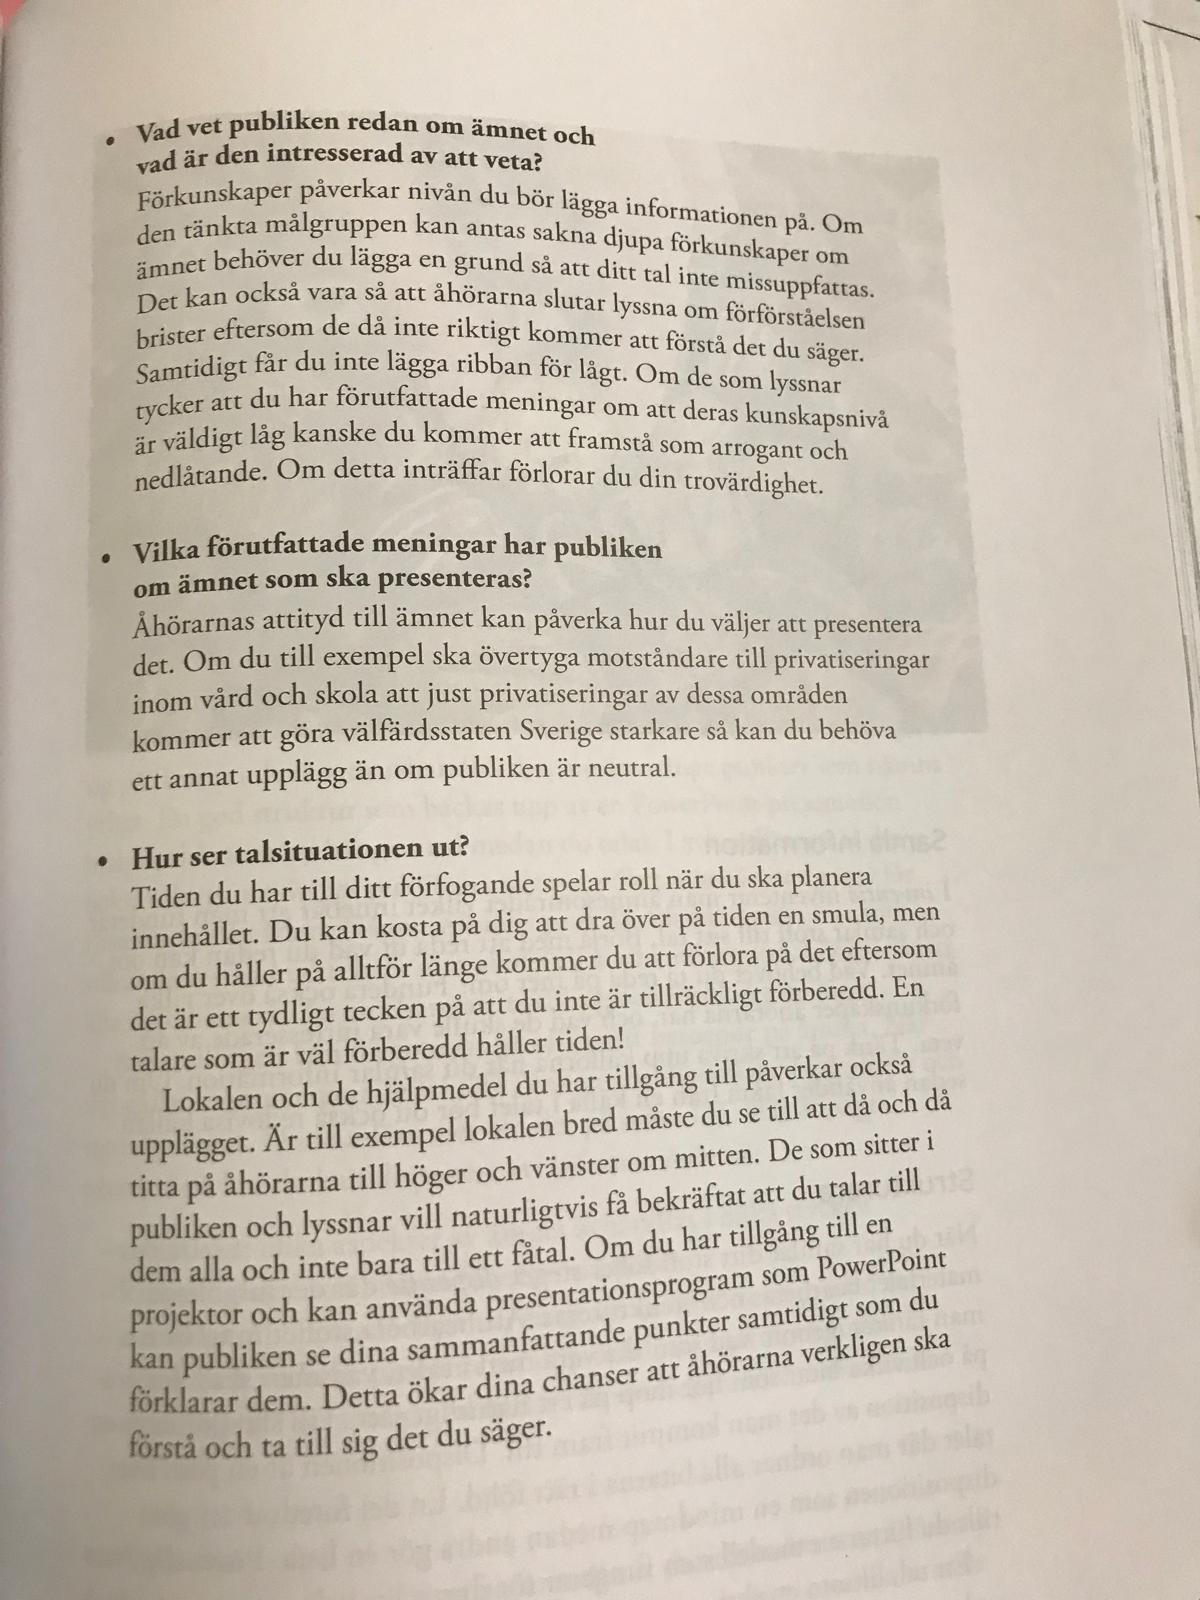 • Vad vet publiken redan om ämnet och
vad är den intresserad av att veta?
Förkunskaper påverkar nivån du bör lägga informationen på. Om
den tänkta målgruppen kan antas sakna djupa förkunskaper om
ämnet behöver du lägga en grund så att ditt tal inte missuppfattas.
Det kan också vara så att åhörarna slutar lyssna om förförståelsen
brister eftersom de då inte riktigt kommer att förstå det du säger.
Samtidigt får du inte lägga ribban för lågt. Om de som lyssnar
tycker att du har förutfattade meningar om att deras kunskapsnivå
är väldigt låg kanske du kommer att framstå som arrogant och
nedlåtande. Om detta inträffar förlorar du din trovärdighet.
• Vilka förutfattade meningar har publiken
om ämnet som ska presenteras?
Åhörarnas attityd till ämnet kan påverka hur du väljer att presentera
det. Om du till exempel ska övertyga motståndare till privatiseringar
inom vård och skola att just privatiseringar av dessa områden
kommer att göra välfärdsstaten Sverige starkare så kan du behöva
ett annat upplägg än om publiken är neutral.
• Hur ser talsituationen ut?
Tiden du har till ditt förfogande spelar roll när du ska planera
innehållet. Du kan kosta på dig att dra över på tiden en smula, men
om du håller på alltför länge kommer du att förlora på det eftersom
det är ett tydligt tecken på att du inte är tillräckligt förberedd. En
talare som är väl förberedd håller tiden!
Lokalen och de hjälpmedel du har tillgång till påverkar också
upplägget. Är till exempel lokalen bred måste du se till att då och då
titta på åhörarna till höger och vänster om mitten. De som sitter i
publiken och lyssnar vill naturligtvis få bekräftat att du talar till
dem alla och inte bara till ett fåtal. Om du har tillgång till en
projektor och kan använda presentationsprogram som PowerPoint
kan publiken se dina sammanfattande punkter samtidigt som du
förklarar dem. Detta ökar dina chanser att åhörarna verkligen ska
förstå och ta till sig det du säger.